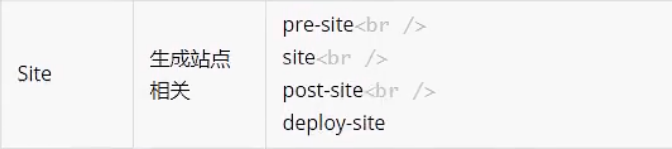 Site
生成站点
相关
pre-site<br />
site<br />
post-site<br />
deploy-site